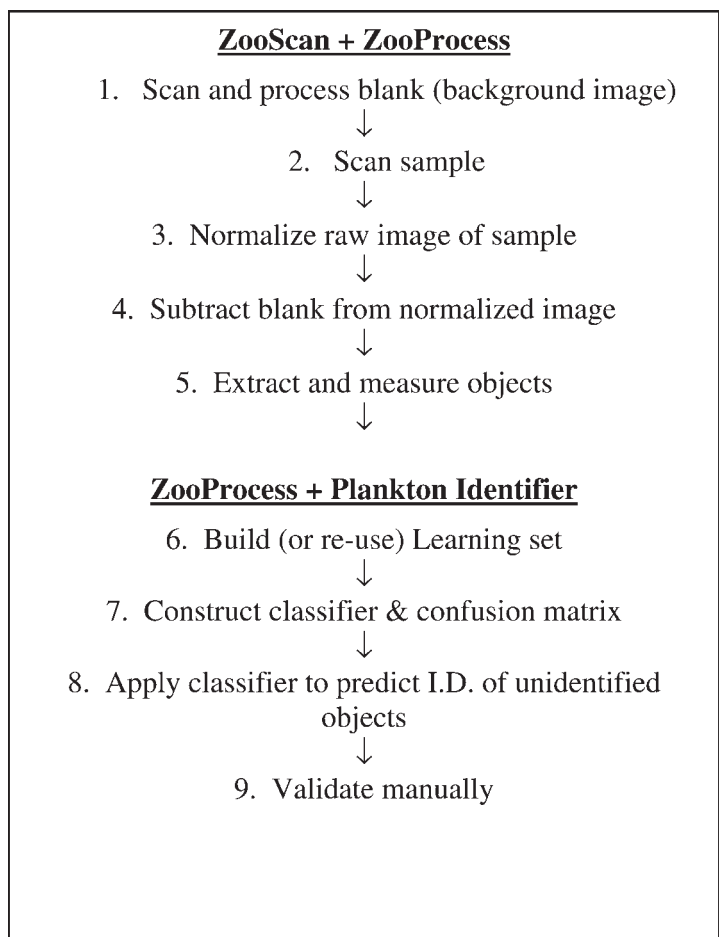 ZooScan + ZooProcess
1. Scan and process blank (background image)
↓
2. Scan sample
↓
3. Normalize raw image of sample
↓
4. Subtract blank from normalized image
↓
5. Extract and measure objects
↓
ZooProcess + Plankton Identifier
6. Build (or re-use) Learning set
↓
7. Construct classifier & confusion matrix
↓
8. Apply classifier to predict I.D. of unidentified
objects
↓
9. Validate manually